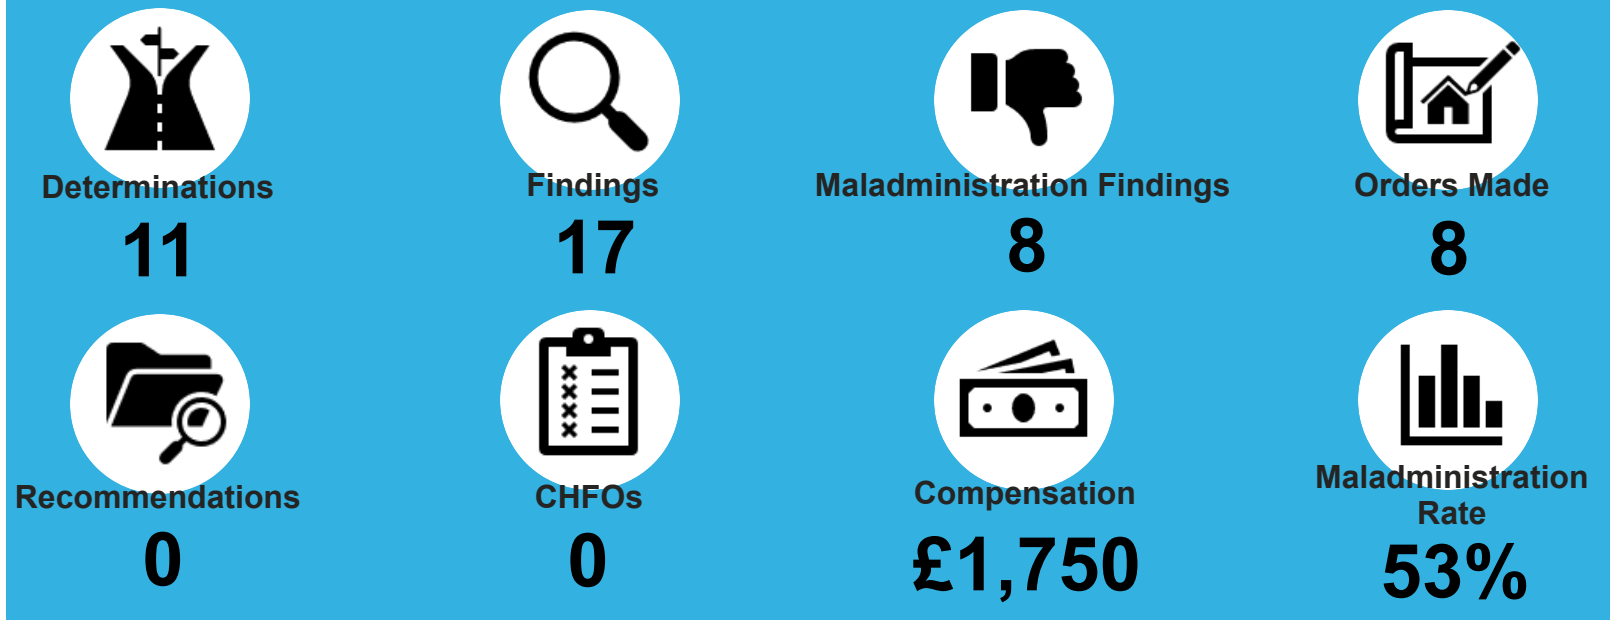 Determinations
11
Findings
17
Maladministration Findings
8
Orders Made
8
Recommendations
0
CHFOs
0
Compensation
£1,750
Maladministration
Rate
53%